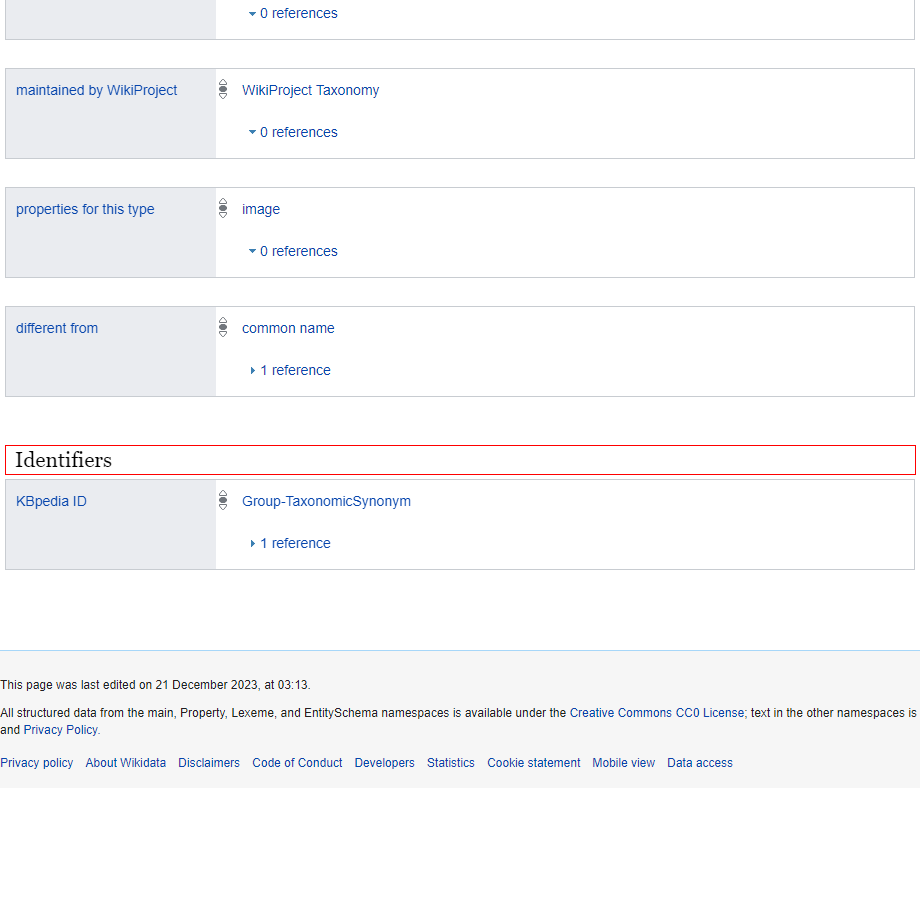 0 references
maintained by WikiProject
WikiProject Taxonomy
0 references
properties for this type
image
0 references
different from
common name
1 reference
Identifiers
KBpedia ID
Group-TaxonomicSynonym
1 reference
This page was last edited on 21 December 2023, at 03:13.
All structured data from the main, Property, Lexeme, and EntitySchema namespaces is available under the Creative Commons CC0 License; text in the other namespaces is
and Privacy Policy.
Privacy policy About Wikidata Disclaimers Code of Conduct Developers Statistics Cookie statement Mobile view Data access